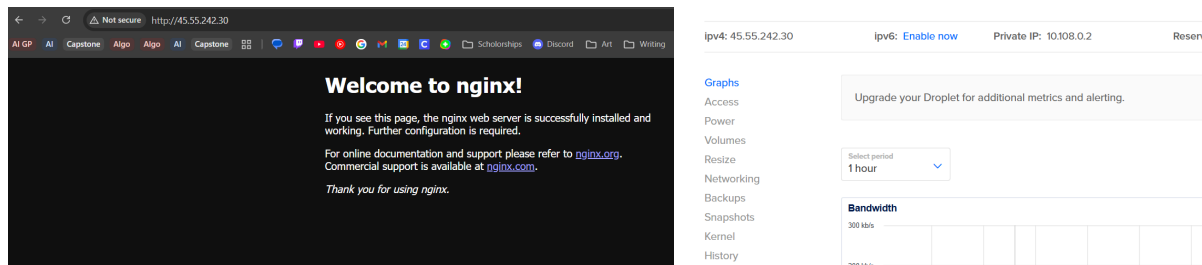 Not secure http://45.55.242.30
AI GP AI Capstone Algo Algo AI Capstone Scholorships Discord Art Writing
Welcome to nginx!
If you see this page, the nginx web server is successfully installed and
working. Further configuration is required.
For online documentation and support please refer to nginx.org.
Commercial support is available at nginx.com.
Thank you for using nginx.
ipv4: 45.55.242.30 ipv6: Enable now Private IP: 10.108.0.2 Reserv
Graphs
Access
Power
Volumes
Resize
Networking
Backups
Snapshots
Kernel
History
Upgrade your Droplet for additional metrics and alerting.
Select period
1 hour
Bandwidth
300 kb/s